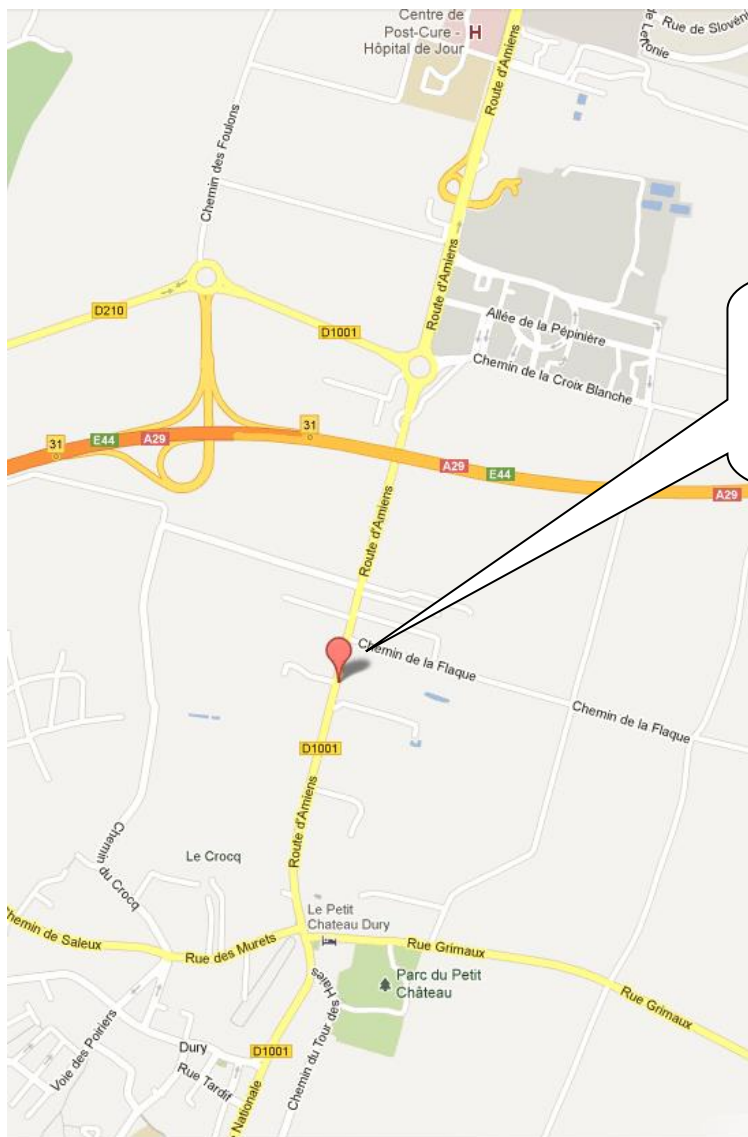 Centre de
Post-Cure -
Hôpital de Jour
H
Route d'Amiens
Rue de Slovénie
de Lettonie
Chemin des Foulons
Route d'Amiens
D210
D1001
Allée de la Pépinière
Chemin de la Croix Blanche
31
E44
A29
31
A29
E44
A29
Route d'Amiens
Chemin de la Flaque
Chemin de la Flaque
D1001
Route d'Amiens
Chemin du Crocq
Le Crocq
Le Petit
Chateau Dury
Chemin de Saleux
Rue des Murets
Rue Grimaux
Parc du Petit
Château
Rue Grimaux
Chemin du Tour des Haies
Voie des Poiriers
Dury
D1001
Rue Tardif
Nationale